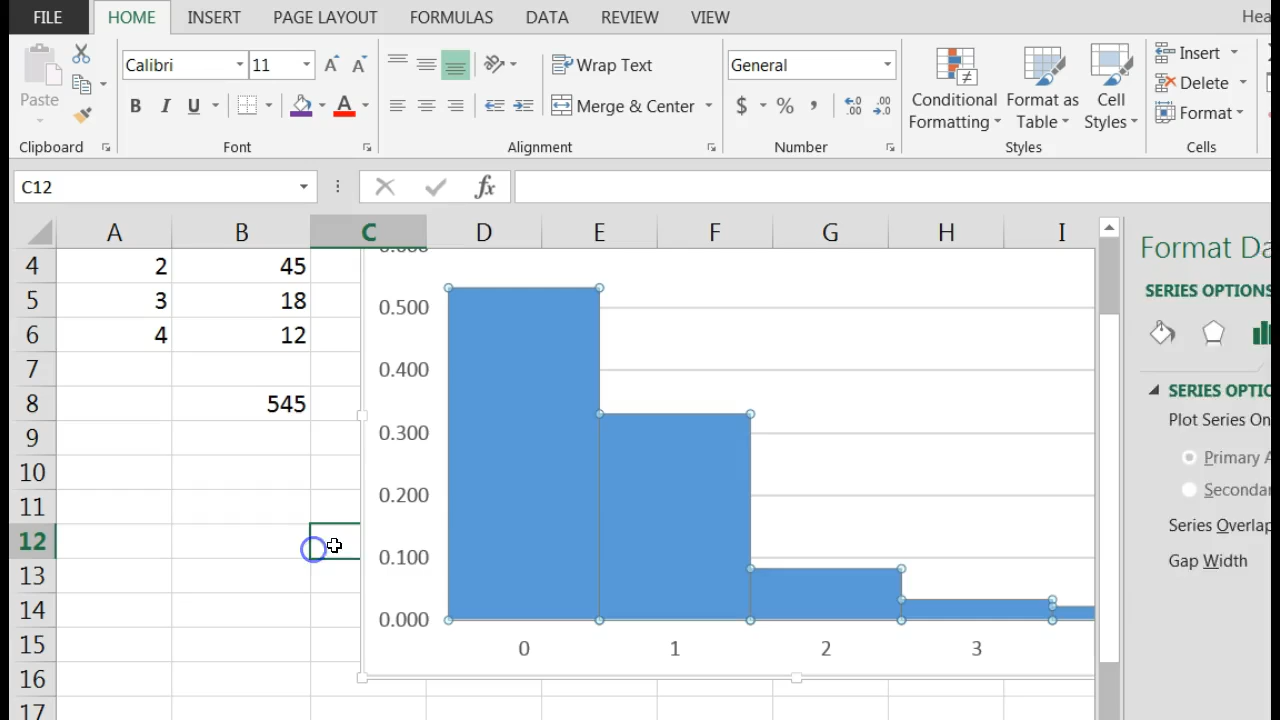 FILE HOME INSERT PAGE LAYOUT FORMULAS DATA REVIEW VIEW Hea
Calibri 11 Wrap Text General Insert
Paste B I U A Merge & Center $ % , .00 .00 Conditional Formatting Format as Table Cell Styles Delete
Format
Clipboard Font Alignment Number Styles Cells
C12 fx
A B C D E F G H I
Format Da
4 2 45
SERIES OPTIONS
5 3 18 0.500
6 4 12
7 0.400
SERIES OPTIO
8 545
Plot Series On
9 0.300
Primary A
10
Secondar
11 0.200
12
Series Overlap
13 0.100
Gap Width
14 0.000
15 0 1 2 3
16
17